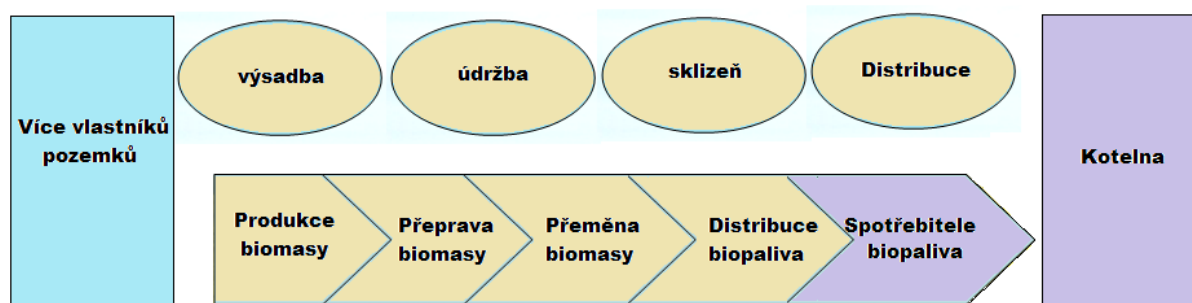 Více vlastníků
pozemků
výsadba
údržba
sklizeň
Distribuce
Kotelna
Produkce
biomasy
Přeprava
biomasy
Přeměna
biomasy
Distribuce
biopaliva
Spotřebitele
biopaliva